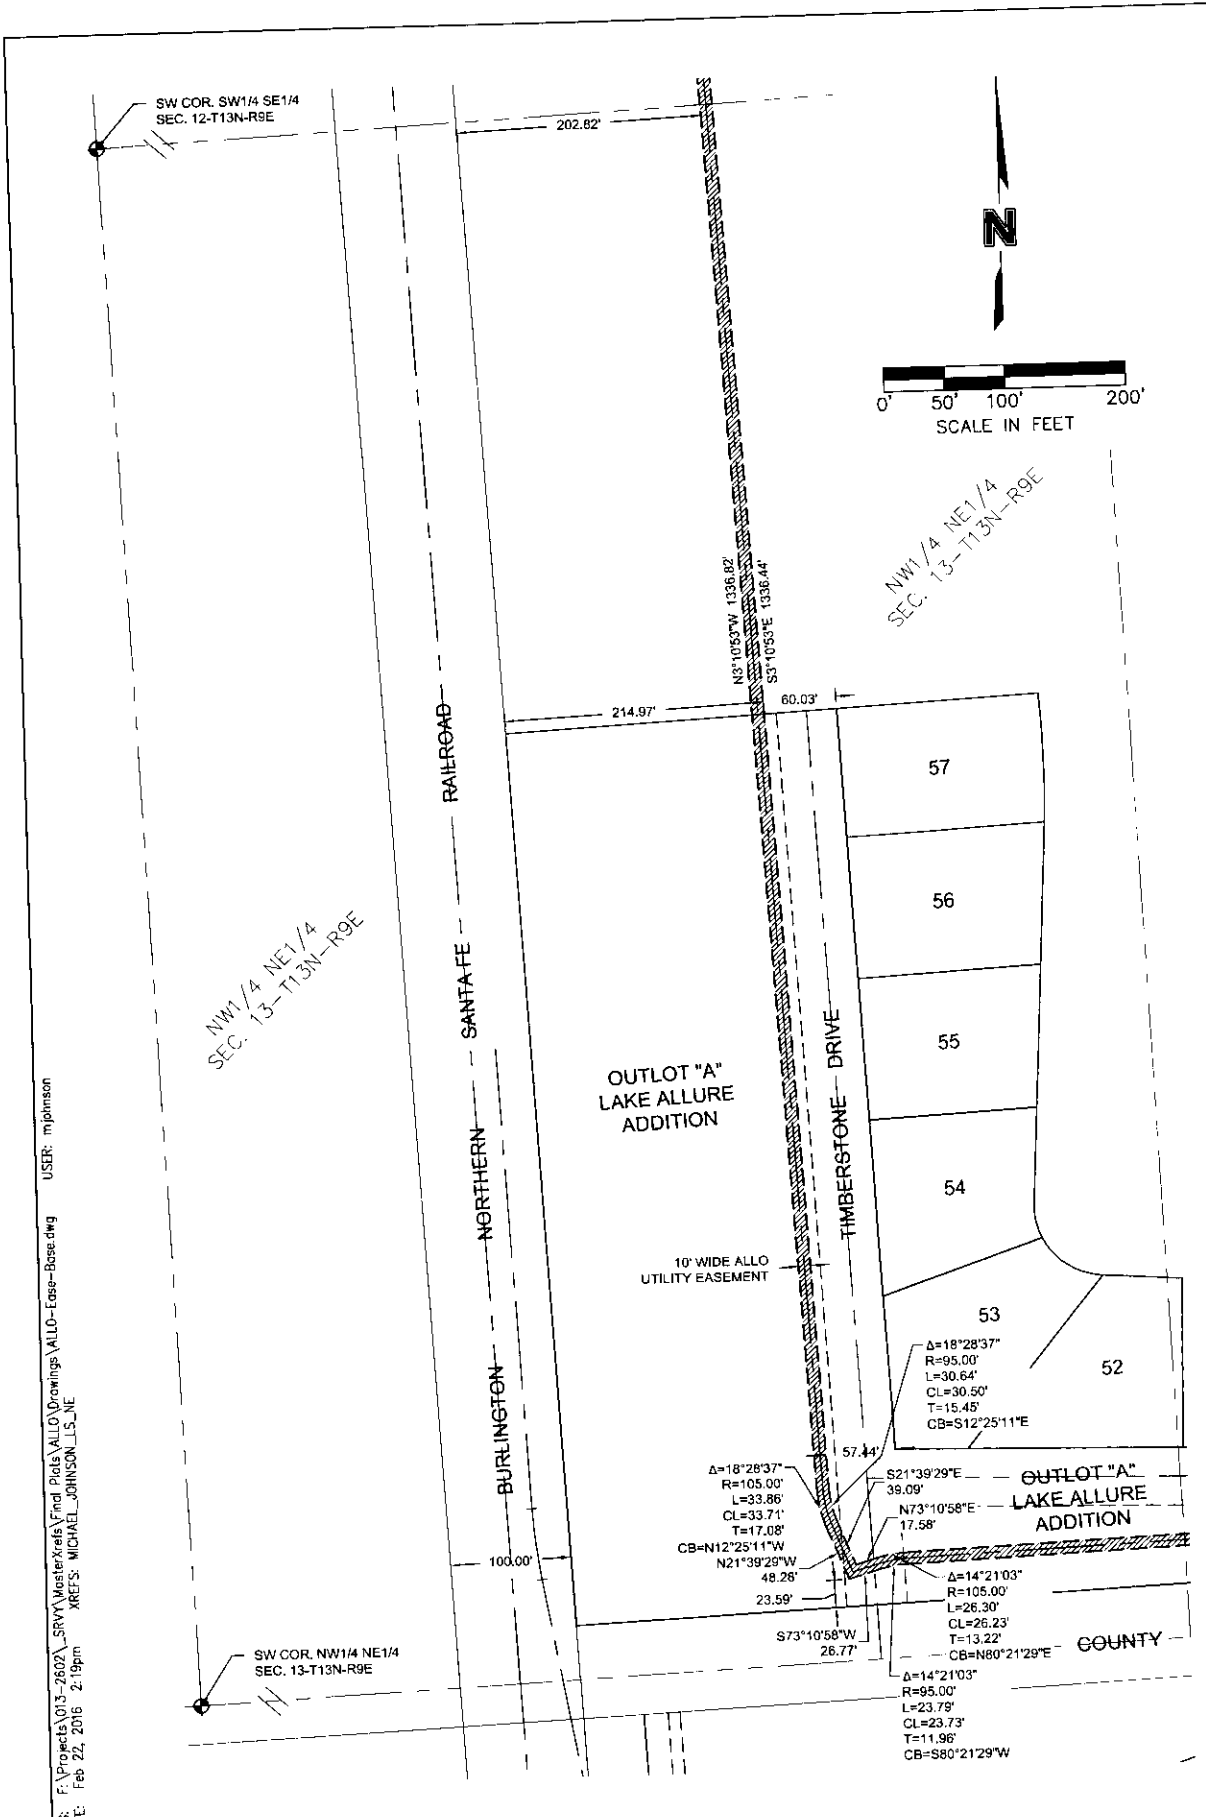 SW COR. SW1/4 SE1/4
SEC. 12-T13N-R9E
202.82'
N
0' 50' 100' 200'
SCALE IN FEET
NW1/4 NE1/4
SEC. 13-T13N-R9E
N3°10'53"W 1336.82'
S3°10'53"E 1336.44'
60.03'
214.97'
RAILROAD
57
56
NW1/4 NE1/4
SEC. 13-T13N-R9E
SANTA FE
55
DRIVE
OUTLOT "A"
LAKE ALLURE
ADDITION
NORTHERN
TIMBERSTONE
54
10' WIDE ALLO
UTILITY EASEMENT
53
52
Δ=18°28'37"
R=95.00'
L=30.64'
CL=30.50'
T=15.45'
CB=S12°25'11"E
BURLINGTON
57.44'
Δ=18°28'37"
R=105.00'
L=33.86'
CL=33.71'
T=17.08'
CB=N12°25'11"W
N21°39'29"W
48.28'
S21°39'29"E
39.09'
N73°10'58"E
17.58'
OUTLOT "A"
LAKE ALLURE
ADDITION
100.00'
23.59'
S73°10'58"W
26.77'
Δ=14°21'03"
R=105.00'
L=26.30'
CL=26.23'
T=13.22'
CB=N80°21'29"E
COUNTY
SW COR. NW1/4 NE1/4
SEC. 13-T13N-R9E
Δ=14°21'03"
R=95.00'
L=23.79'
CL=23.73'
T=11.96'
CB=S80°21'29"W
F:\Projects\013-2602\_SRVY\MasterXrefs\Final Plats\ALLO\Drawings\ALLO-Ease-Base.dwg USER: mjohnson
Feb 22, 2016 2:19pm XREFS: MICHAEL_JOHNSON_LS_NE